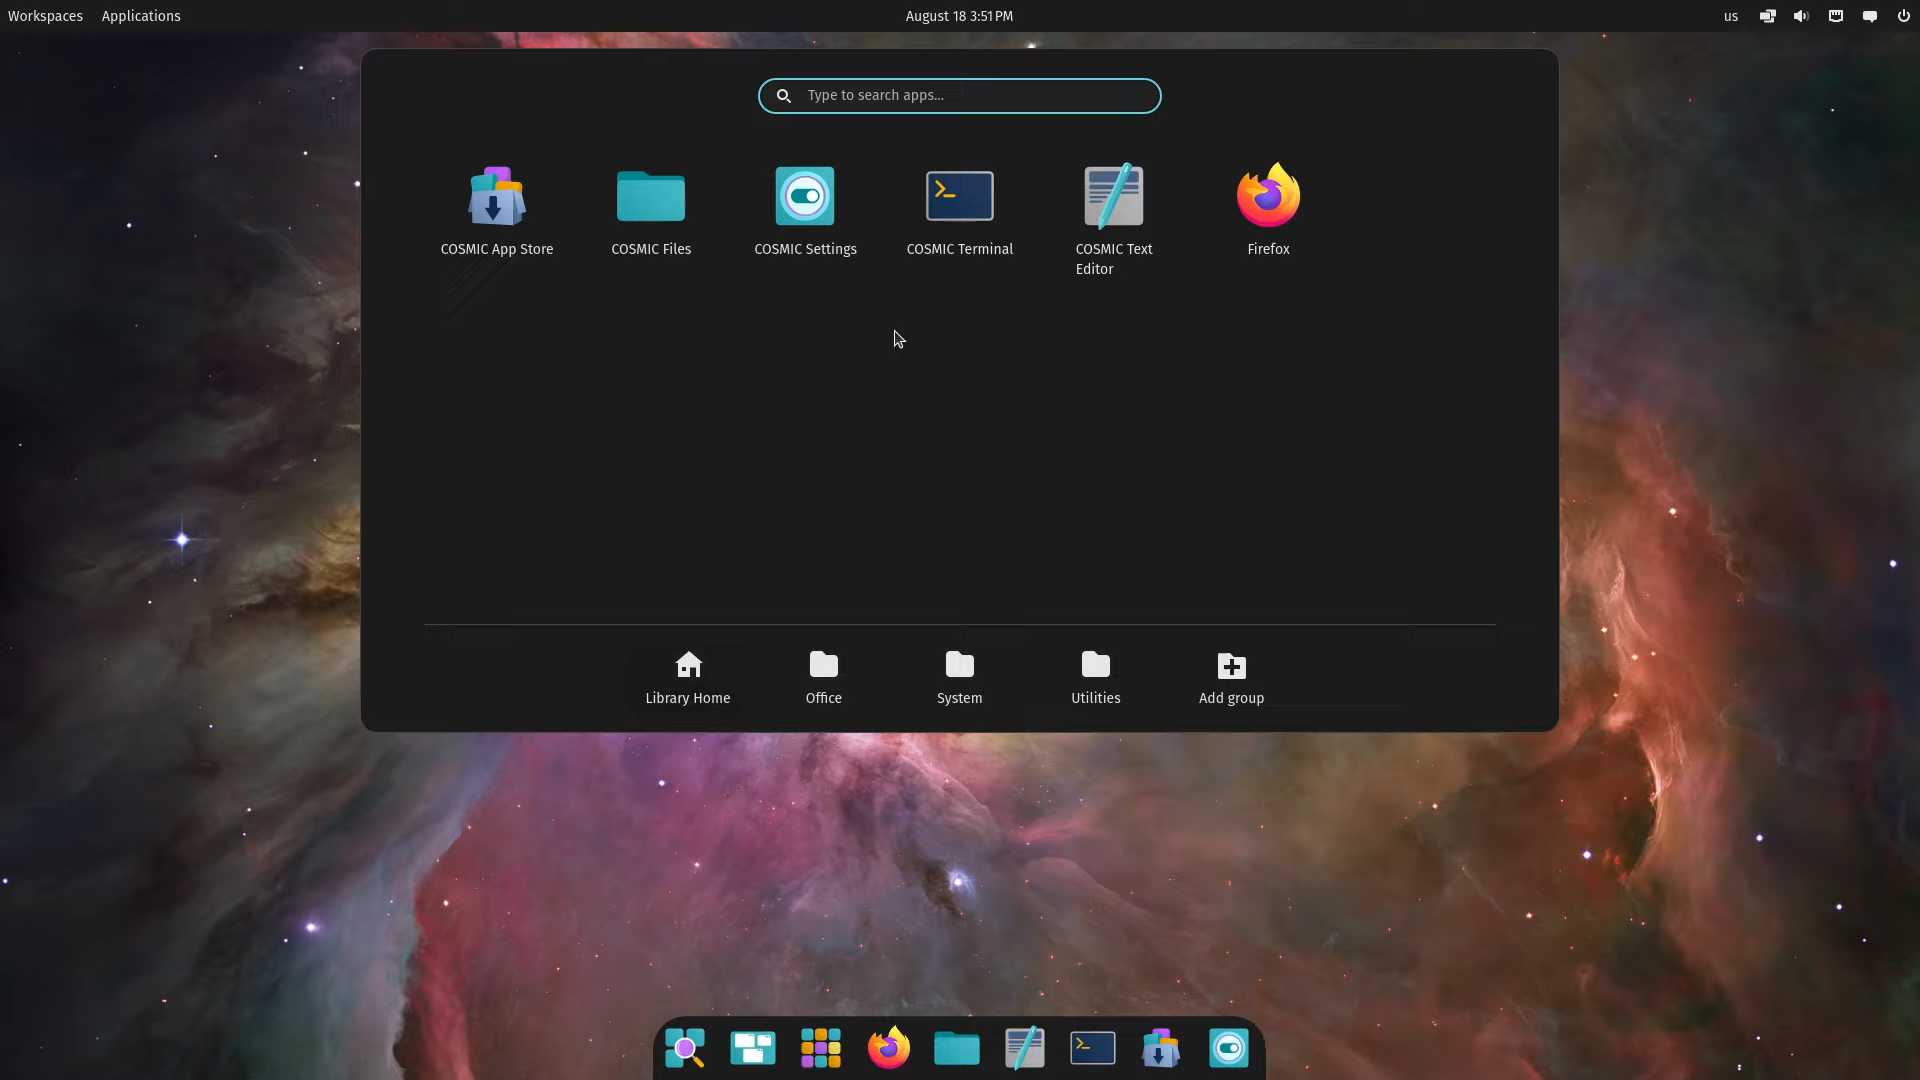 Workspaces Applications August 18 3:51 PM us
Type to search apps...
COSMIC App Store COSMIC Files COSMIC Settings COSMIC Terminal COSMIC Text Editor Firefox
Library Home Office System Utilities Add group